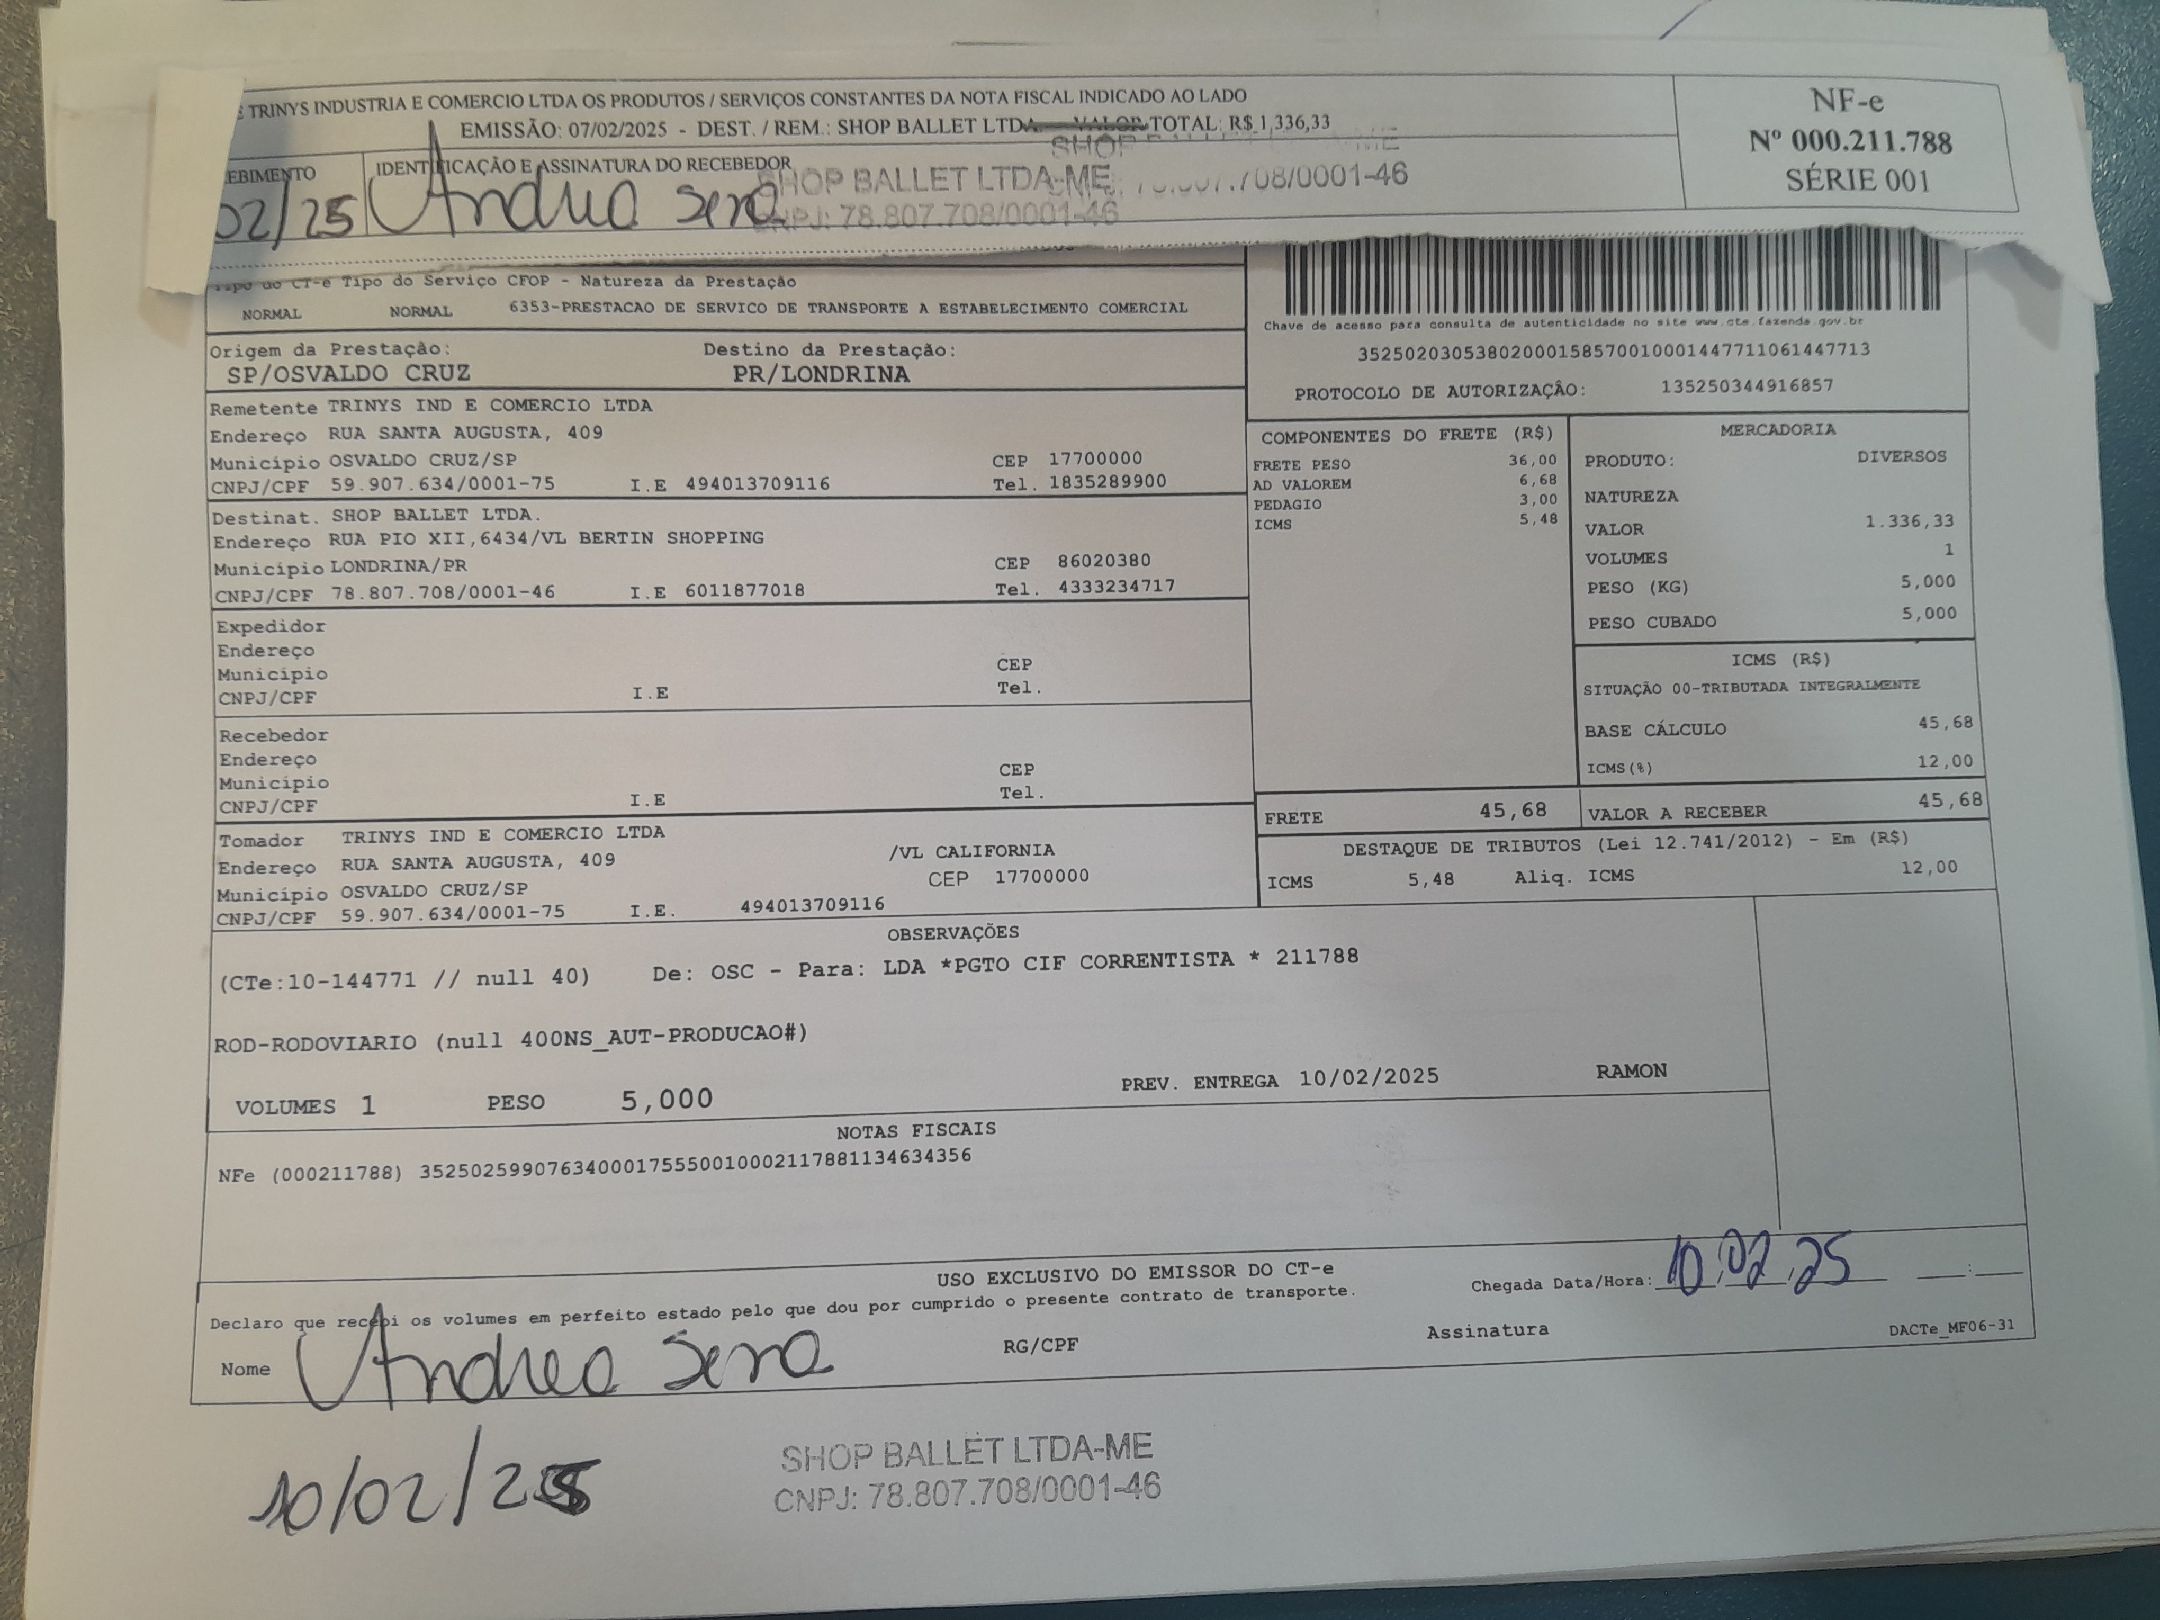 E TRINYS INDUSTRIA E COMERCIO LTDA OS PRODUTOS / SERVIÇOS CONSTANTES DA NOTA FISCAL INDICADO AO LADO
EMISSÃO: 07/02/2025 - DEST. / REM.: SHOP BALLET LTDA VALOR TOTAL: R$ 1.336,33
NF-e
Nº 000.211.788
SÉRIE 001
EBIMENTO
IDENTIFICAÇÃO E ASSINATURA DO RECEBEDOR
02/25 Andrea Sena
SHOP BALLET LTDA-ME
CNPJ: 78.807.708/0001-46
Tipo do CT-e Tipo do Serviço CFOP - Natureza da Prestação
NORMAL NORMAL 6353-PRESTACAO DE SERVICO DE TRANSPORTE A ESTABELECIMENTO COMERCIAL
Chave de acesso para consulta de autenticidade no site www.cte.fazenda.gov.br
35250203053802000158570010001447711061447713
PROTOCOLO DE AUTORIZAÇÂO: 135250344916857
Origem da Prestação: Destino da Prestação:
SP/OSVALDO CRUZ PR/LONDRINA
Remetente TRINYS IND E COMERCIO LTDA
Endereço RUA SANTA AUGUSTA, 409
Município OSVALDO CRUZ/SP CEP 17700000
CNPJ/CPF 59.907.634/0001-75 I.E 494013709116 Tel. 1835289900
Destinat. SHOP BALLET LTDA.
Endereço RUA PIO XII,6434/VL BERTIN SHOPPING
Município LONDRINA/PR CEP 86020380
CNPJ/CPF 78.807.708/0001-46 I.E 6011877018 Tel. 4333234717
Expedidor
Endereço
Município CEP
CNPJ/CPF I.E Tel.
Recebedor
Endereço
Município CEP
CNPJ/CPF I.E Tel.
Tomador TRINYS IND E COMERCIO LTDA
Endereço RUA SANTA AUGUSTA, 409 /VL CALIFORNIA
Município OSVALDO CRUZ/SP CEP 17700000
CNPJ/CPF 59.907.634/0001-75 I.E. 494013709116
COMPONENTES DO FRETE (R$)
FRETE PESO 36,00
AD VALOREM 6,68
PEDAGIO 3,00
ICMS 5,48
MERCADORIA
PRODUTO: DIVERSOS
NATUREZA
VALOR 1.336,33
VOLUMES 1
PESO (KG) 5,000
PESO CUBADO 5,000
ICMS (R$)
SITUAÇÃO 00-TRIBUTADA INTEGRALMENTE
BASE CÁLCULO 45,68
ICMS(%) 12,00
FRETE 45,68 VALOR A RECEBER 45,68
DESTAQUE DE TRIBUTOS (Lei 12.741/2012) - Em (R$)
ICMS 5,48 Aliq. ICMS 12,00
OBSERVAÇÕES
(CTe:10-144771 // null 40) De: OSC - Para: LDA *PGTO CIF CORRENTISTA * 211788
ROD-RODOVIARIO (null 400NS_AUT-PRODUCAO#)
VOLUMES 1 PESO 5,000 PREV. ENTREGA 10/02/2025 RAMON
NOTAS FISCAIS
NFe (000211788) 35250259907634000175550010002117881134634356
USO EXCLUSIVO DO EMISSOR DO CT-e
Declaro que recebi os volumes em perfeito estado pelo que dou por cumprido o presente contrato de transporte.
Chegada Data/Hora: 10.02.25 __:__
Nome Andrea Sena RG/CPF Assinatura DACTe_MF06-31
10/02/25
SHOP BALLET LTDA-ME
CNPJ: 78.807.708/0001-46